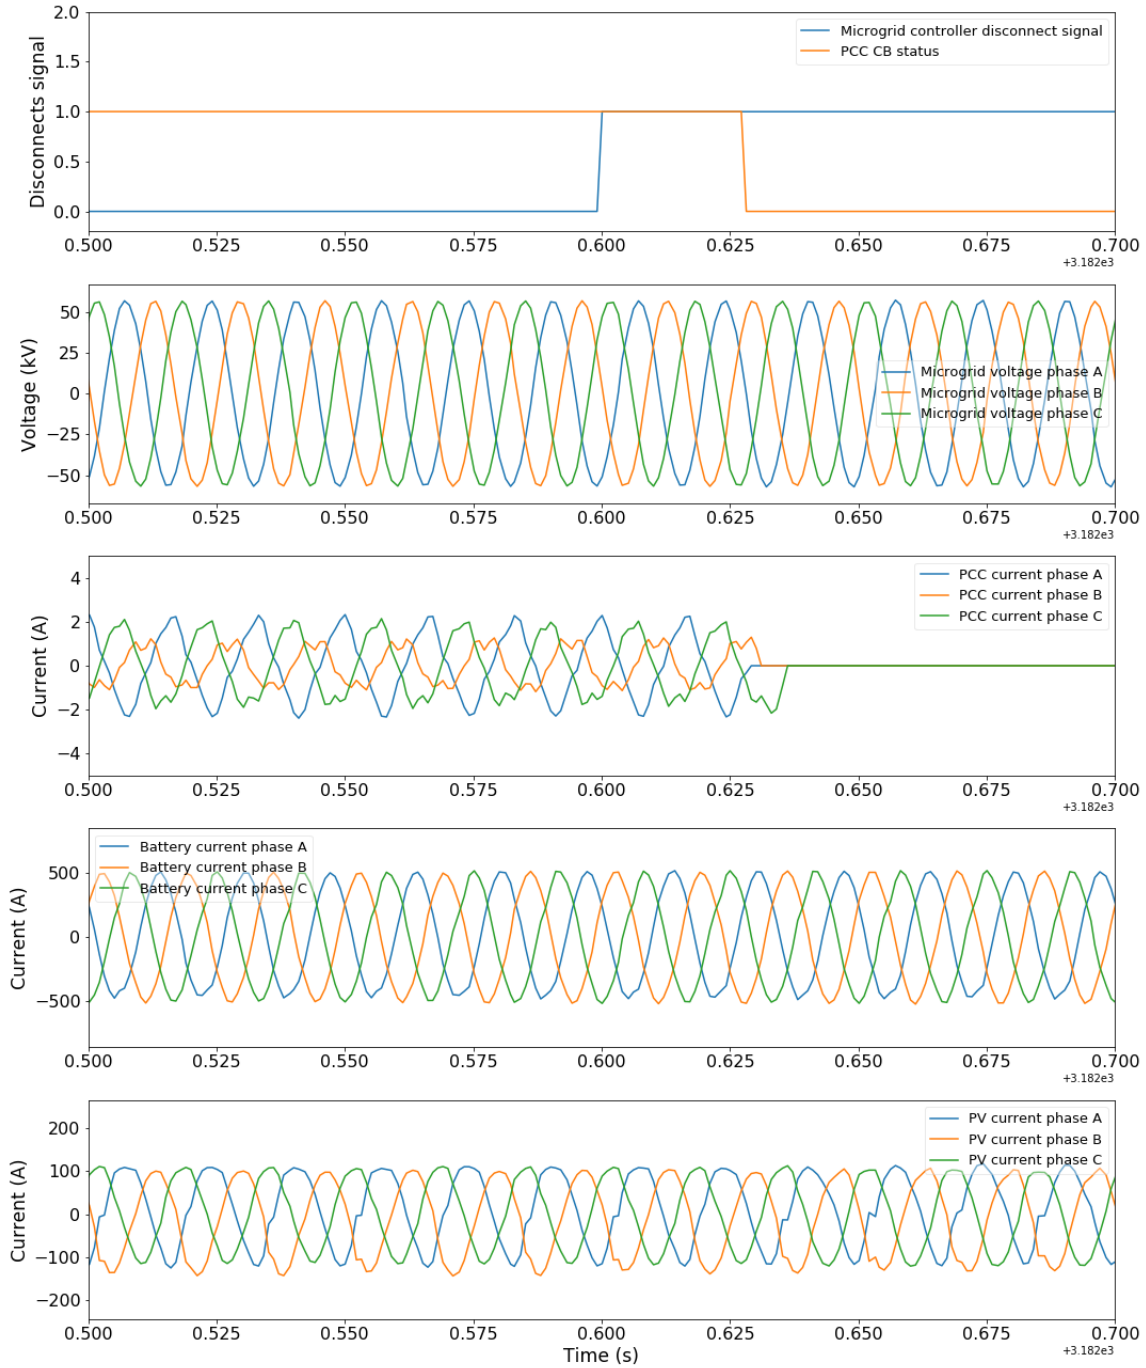 2.0
1.5
1.0
0.5
0.0
Disconnects signal
Microgrid controller disconnect signal
PCC CB status
0.500 0.525 0.550 0.575 0.600 0.625 0.650 0.675 0.700
+3.182e3
50
25
0
−25
−50
Voltage (kV)
Microgrid voltage phase A
Microgrid voltage phase B
Microgrid voltage phase C
0.500 0.525 0.550 0.575 0.600 0.625 0.650 0.675 0.700
+3.182e3
4
2
0
−2
−4
Current (A)
PCC current phase A
PCC current phase B
PCC current phase C
0.500 0.525 0.550 0.575 0.600 0.625 0.650 0.675 0.700
+3.182e3
500
0
−500
Current (A)
Battery current phase A
Battery current phase B
Battery current phase C
0.500 0.525 0.550 0.575 0.600 0.625 0.650 0.675 0.700
+3.182e3
200
100
0
−100
−200
Current (A)
PV current phase A
PV current phase B
PV current phase C
0.500 0.525 0.550 0.575 0.600 0.625 0.650 0.675 0.700
Time (s)
+3.182e3